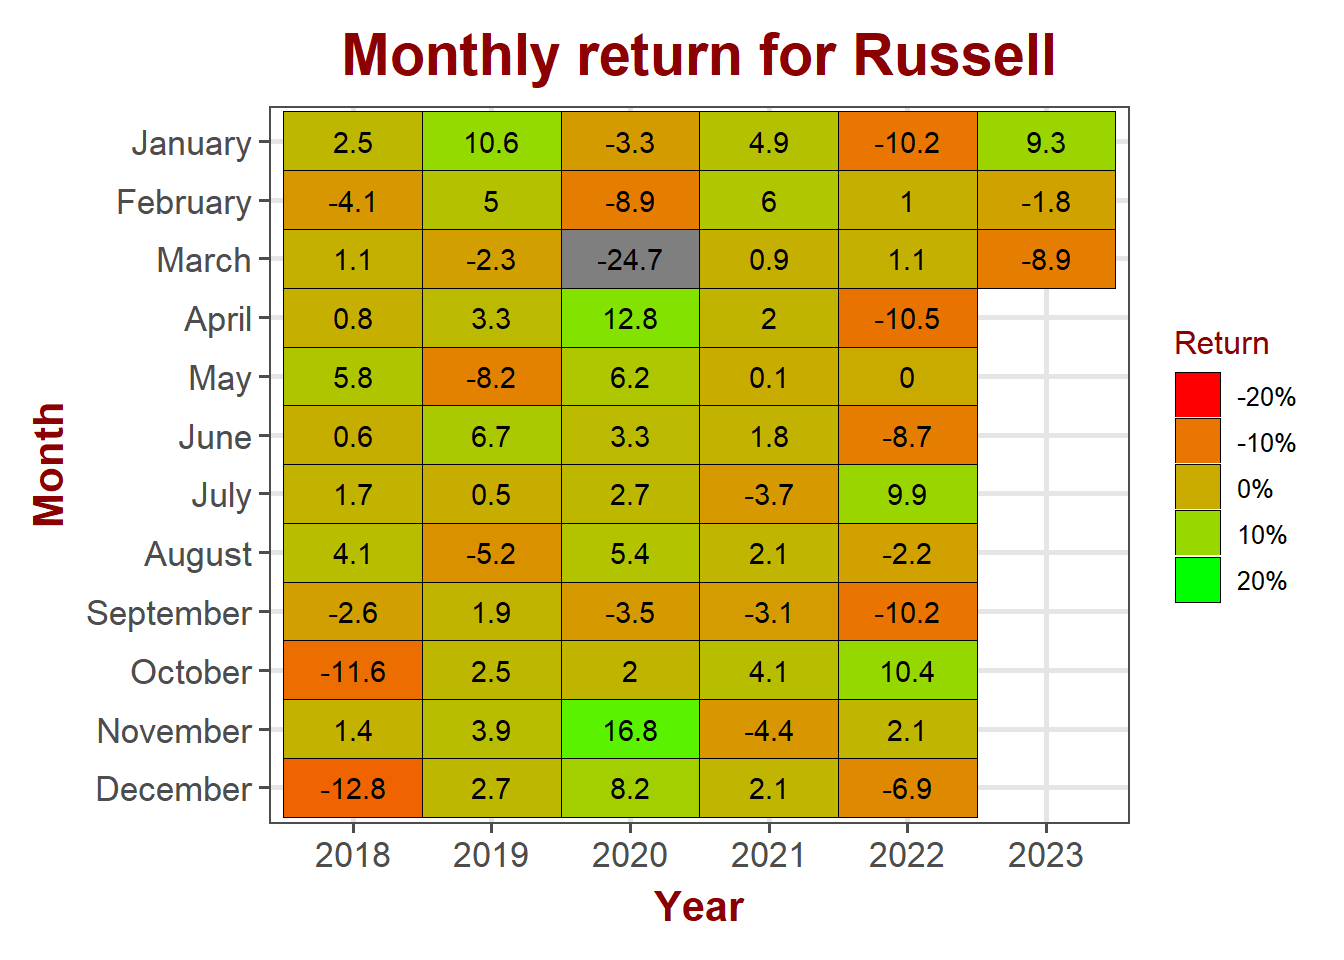 Monthly return for Russell
January 2.5 10.6 -3.3 4.9 -10.2 9.3
February -4.1 5 -8.9 6 1 -1.8
March 1.1 -2.3 -24.7 0.9 1.1 -8.9
April 0.8 3.3 12.8 2 -10.5
May 5.8 -8.2 6.2 0.1 0
June 0.6 6.7 3.3 1.8 -8.7
July 1.7 0.5 2.7 -3.7 9.9
August 4.1 -5.2 5.4 2.1 -2.2
September -2.6 1.9 -3.5 -3.1 -10.2
October -11.6 2.5 2 4.1 10.4
November 1.4 3.9 16.8 -4.4 2.1
December -12.8 2.7 8.2 2.1 -6.9
2018 2019 2020 2021 2022 2023
Year
Month
Return
-20%
-10%
0%
10%
20%